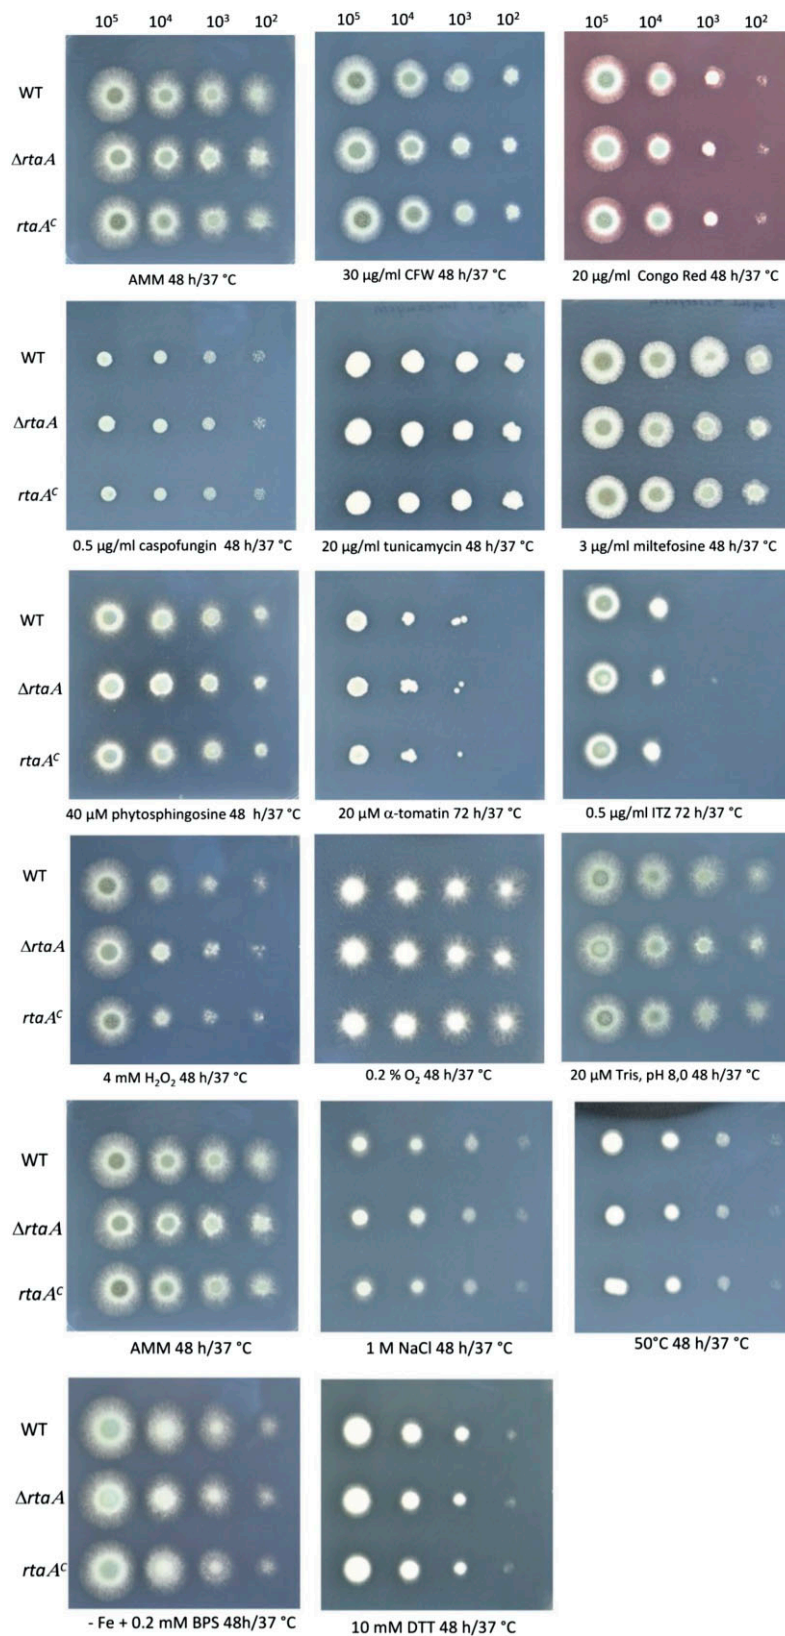 10⁵ 10⁴ 10³ 10² 10⁵ 10⁴ 10³ 10² 10⁵ 10⁴ 10³ 10²
WT
ΔrtaA
rtaAᶜ
AMM 48 h/37 °C 30 µg/ml CFW 48 h/37 °C 20 µg/ml Congo Red 48 h/37 °C
WT
ΔrtaA
rtaAᶜ
0.5 µg/ml caspofungin 48 h/37 °C 20 µg/ml tunicamycin 48 h/37 °C 3 µg/ml miltefosine 48 h/37 °C
WT
ΔrtaA
rtaAᶜ
40 µM phytosphingosine 48 h/37 °C 20 µM α-tomatin 72 h/37 °C 0.5 µg/ml ITZ 72 h/37 °C
WT
ΔrtaA
rtaAᶜ
4 mM H₂O₂ 48 h/37 °C 0.2 % O₂ 48 h/37 °C 20 µM Tris, pH 8,0 48 h/37 °C
WT
ΔrtaA
rtaAᶜ
AMM 48 h/37 °C 1 M NaCl 48 h/37 °C 50°C 48 h/37 °C
WT
ΔrtaA
rtaAᶜ
- Fe + 0.2 mM BPS 48h/37 °C 10 mM DTT 48 h/37 °C